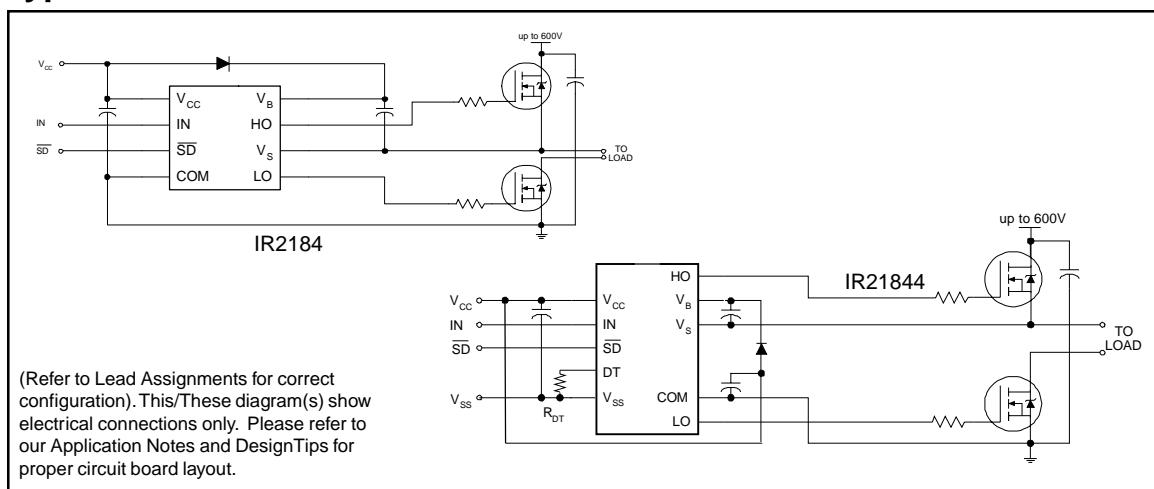 up to 600V
VCC
VCC
VB
IN
IN
HO
SD
SD
VS
TO
LOAD
COM
LO
IR2184
up to 600V
HO
IR21844
VCC
VCC
VB
IN
IN
VS
TO
LOAD
SD
SD
DT
VSS
VSS
COM
RDT
LO
(Refer to Lead Assignments for correct
configuration). This/These diagram(s) show
electrical connections only. Please refer to
our Application Notes and DesignTips for
proper circuit board layout.